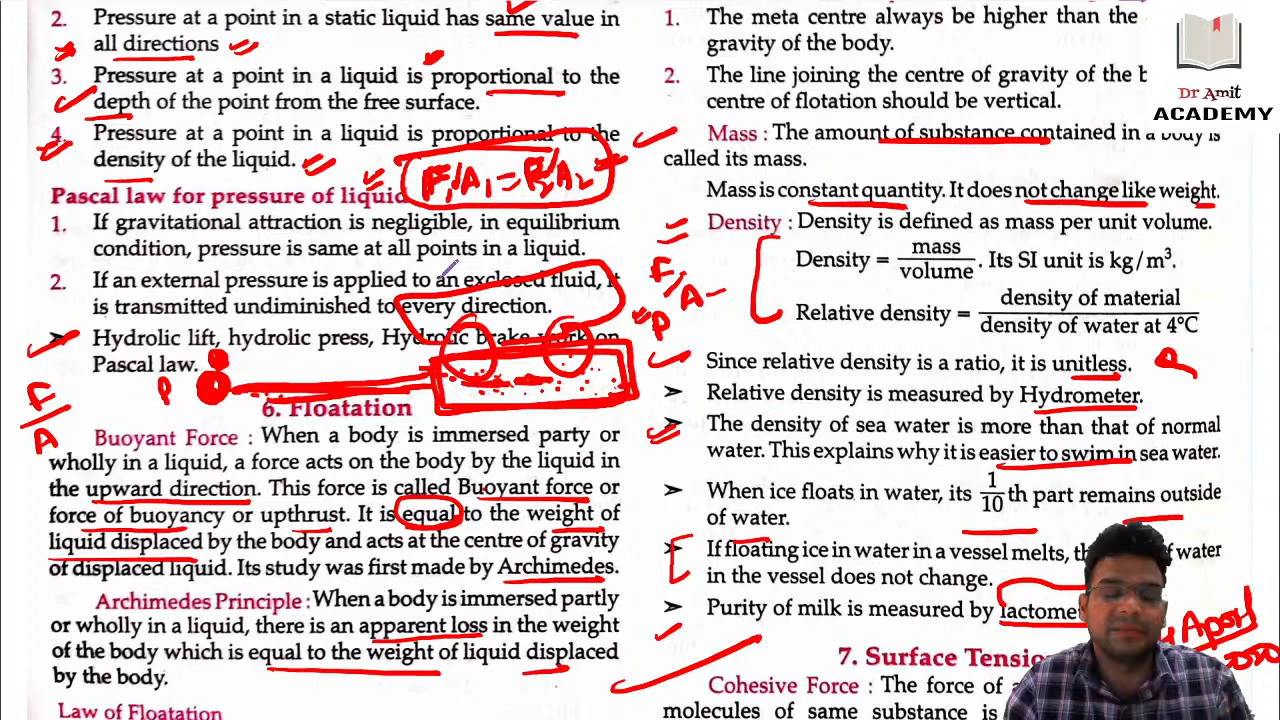 2. Pressure at a point in a static liquid has same value in
all directions
3. Pressure at a point in a liquid is proportional to the
depth of the point from the free surface.
4. Pressure at a point in a liquid is proportional to the
density of the liquid.
F₁/A₁ = F₂/A₂
Pascal law for pressure of liquid
1. If gravitational attraction is negligible, in equilibrium
condition, pressure is same at all points in a liquid.
2. If an external pressure is applied to an exclosed fluid, it
is transmitted undiminished to every direction.
➤ Hydrolic lift, hydrolic press, Hydrolic brake work on
Pascal law.
P
F/A
6. Floatation
Buoyant Force : When a body is immersed party or
wholly in a liquid, a force acts on the body by the liquid in
the upward direction. This force is called Buoyant force or
force of buoyancy or upthrust. It is equal to the weight of
liquid displaced by the body and acts at the centre of gravity
of displaced liquid. Its study was first made by Archimedes.
Archimedes Principle : When a body is immersed partly
or wholly in a liquid, there is an apparent loss in the weight
of the body which is equal to the weight of liquid displaced
by the body.
Law of Floatation
1. The meta centre always be higher than the
gravity of the body.
2. The line joining the centre of gravity of the b
centre of flotation should be vertical.
Mass : The amount of substance contained in a body is
called its mass.
Mass is constant quantity. It does not change like weight.
Density : Density is defined as mass per unit volume.
Density = mass/volume. Its SI unit is kg/m³.
F/A
=P
Relative density = density of material/density of water at 4°C
Since relative density is a ratio, it is unitless.
➤ Relative density is measured by Hydrometer.
➤ The density of sea water is more than that of normal
water. This explains why it is easier to swim in sea water.
➤ When ice floats in water, its 1/10 th part remains outside
of water.
➤ If floating ice in water in a vessel melts, the of water
in the vessel does not change.
➤ Purity of milk is measured by lactome
April
2020
7. Surface Tension
Cohesive Force : The force of
molecules of same substance is
Dr Amit
ACADEMY